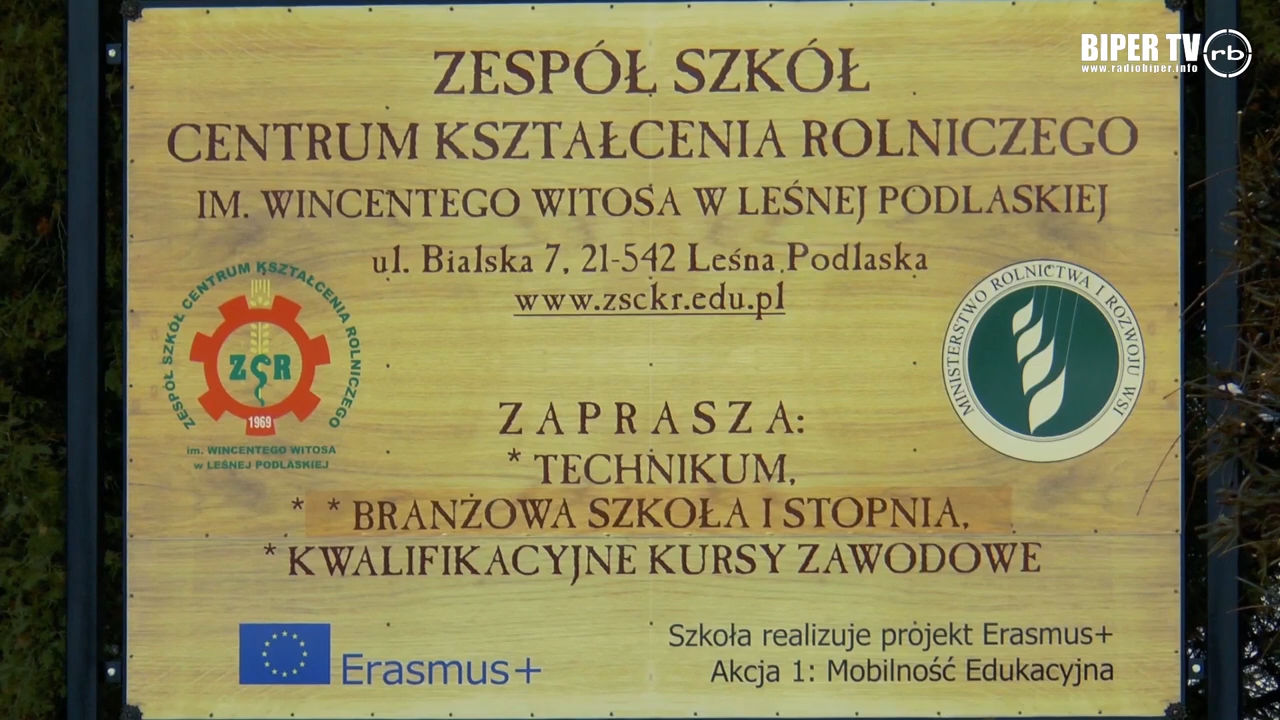 BIPER TV rb
www.radiobiper.info
ZESPÓŁ SZKÓŁ
CENTRUM KSZTAŁCENIA ROLNICZEGO
IM. WINCENTEGO WITOSA W LEŚNEJ PODLASKIEJ
ul. Bialska 7, 21-542 Leśna Podlaska
www.zsckr.edu.pl
ZESPÓŁ SZKÓŁ CENTRUM KSZTAŁCENIA ROLNICZEGO
ZSR
1969
im. WINCENTEGO WITOSA
w LEŚNEJ PODLASKIEJ
MINISTERSTWO ROLNICTWA I ROZWOJU WSI
ZAPRASZA:
* TECHNIKUM,
* * BRANŻOWA SZKOŁA I STOPNIA,
* KWALIFIKACYJNE KURSY ZAWODOWE
Erasmus+
Szkoła realizuje projekt Erasmus+
Akcja 1: Mobilność Edukacyjna